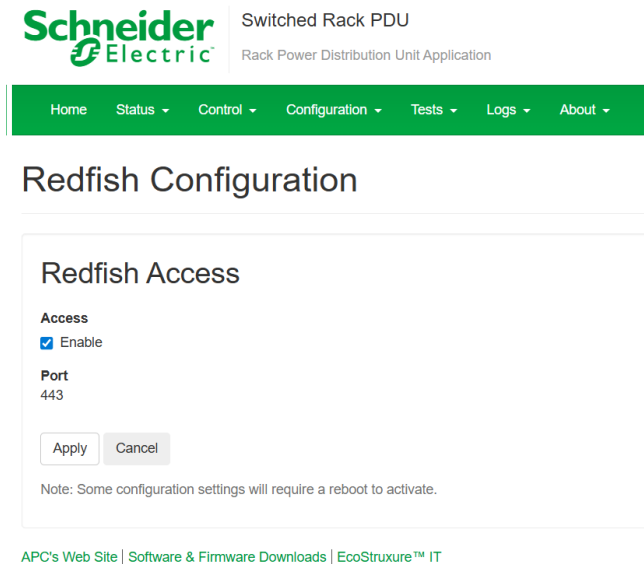 Schneider
Electric
Switched Rack PDU
Rack Power Distribution Unit Application
Home Status Control Configuration Tests Logs About
Redfish Configuration
Redfish Access
Access
Enable
Port
443
Apply Cancel
Note: Some configuration settings will require a reboot to activate.
APC's Web Site | Software & Firmware Downloads | EcoStruxure™ IT